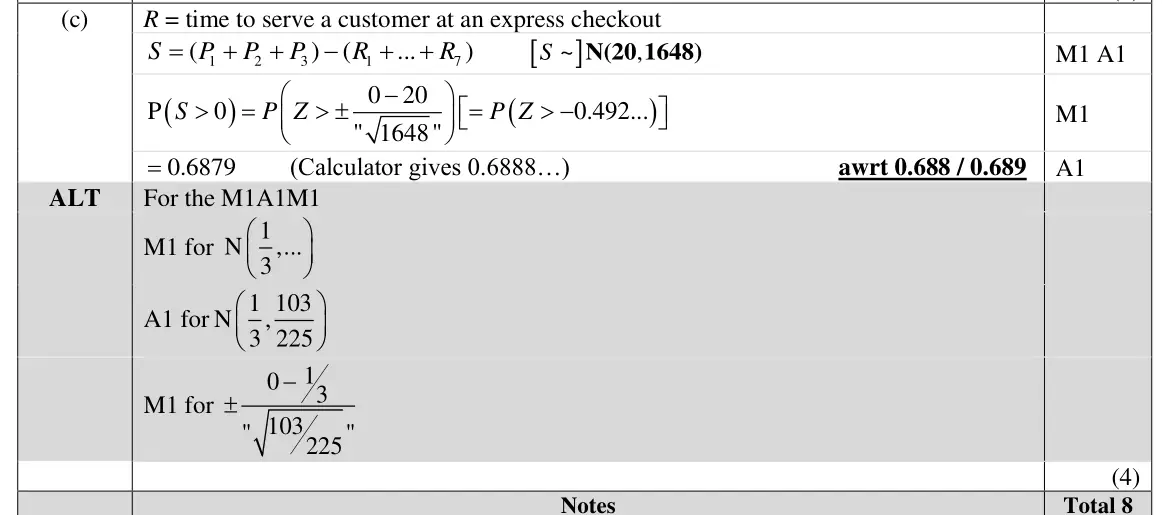 (c) R = time to serve a customer at an express checkout
S = (P₁ + P₂ + P₃) − (R₁ + ... + R₇) [S ~] N(20, 1648) M1 A1
P(S > 0) = P(Z > ± (0 − 20)/("√1648")) [= P(Z > −0.492...)] M1
= 0.6879 (Calculator gives 0.6888…) awrt 0.688 / 0.689 A1
ALT For the M1A1M1
M1 for N(1/3, ...)
A1 for N(1/3, 103/225)
M1 for ± (0 − 1/3)/("√(103/225)")
(4)
Notes Total 8